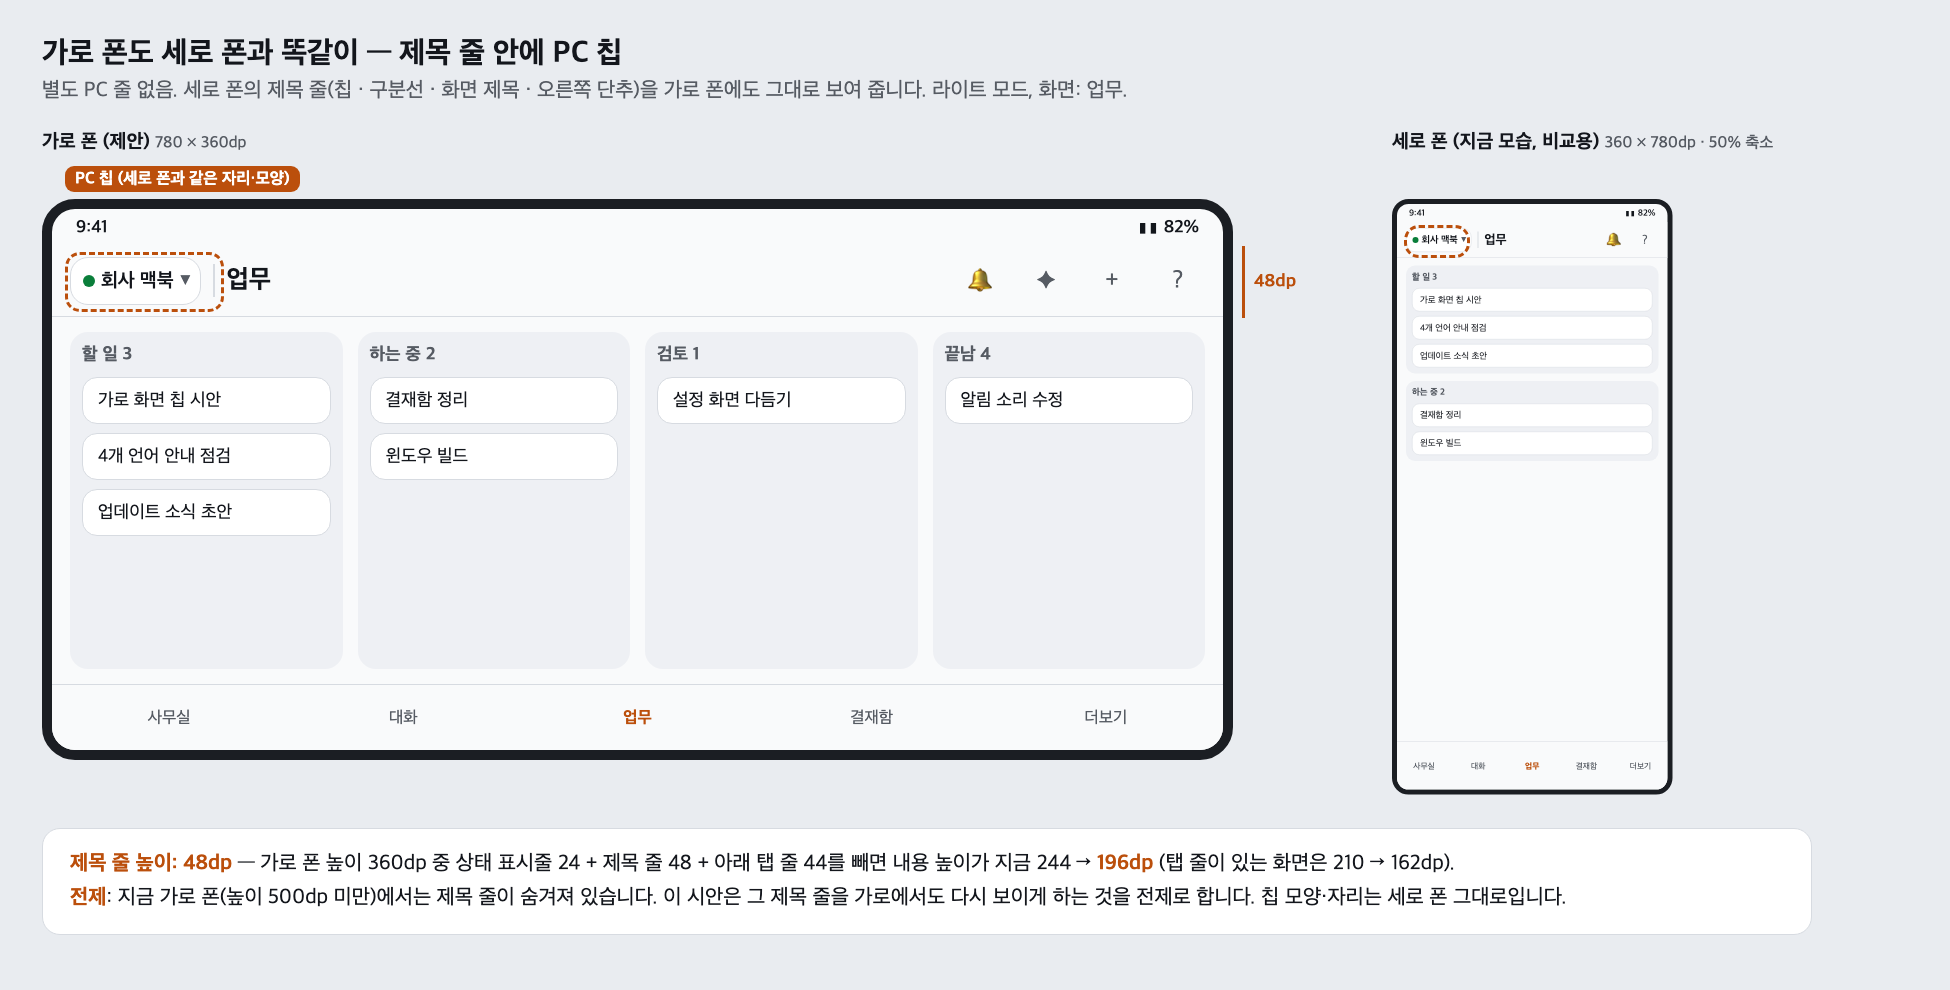 가로 폰도 세로 폰과 똑같이 — 제목 줄 안에 PC 칩
별도 PC 줄 없음. 세로 폰의 제목 줄(칩 · 구분선 · 화면 제목 · 오른쪽 단추)을 가로 폰에도 그대로 보여 줍니다. 라이트 모드, 화면: 업무.
가로 폰 (제안) 780 × 360dp
PC 칩 (세로 폰과 같은 자리·모양)
9:41
82%
회사 맥북 ▾
업무
+
?
48dp
할 일 3
가로 화면 칩 시안
4개 언어 안내 점검
업데이트 소식 초안
하는 중 2
결재함 정리
윈도우 빌드
검토 1
설정 화면 다듬기
끝남 4
알림 소리 수정
사무실
대화
업무
결재함
더보기
세로 폰 (지금 모습, 비교용) 360 × 780dp · 50% 축소
9:41
82%
회사 맥북 ▾
업무
?
할 일 3
가로 화면 칩 시안
4개 언어 안내 점검
업데이트 소식 초안
하는 중 2
결재함 정리
윈도우 빌드
사무실
대화
업무
결재함
더보기
제목 줄 높이: 48dp — 가로 폰 높이 360dp 중 상태 표시줄 24 + 제목 줄 48 + 아래 탭 줄 44를 빼면 내용 높이가 지금 244 → 196dp (탭 줄이 있는 화면은 210 → 162dp).
전제: 지금 가로 폰(높이 500dp 미만)에서는 제목 줄이 숨겨져 있습니다. 이 시안은 그 제목 줄을 가로에서도 다시 보이게 하는 것을 전제로 합니다. 칩 모양·자리는 세로 폰 그대로입니다.